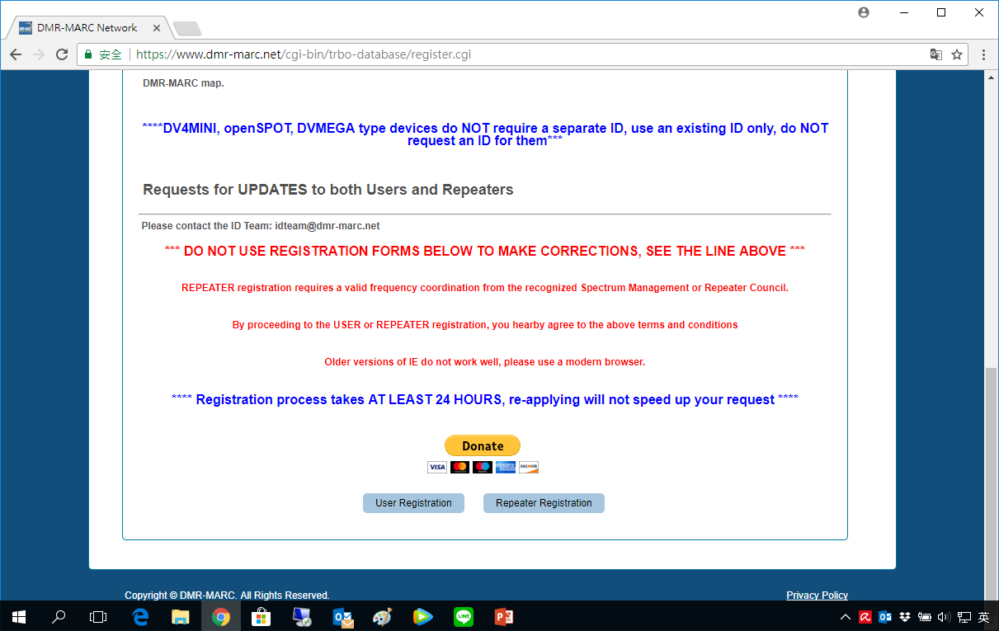 DMR-MARC Network
安全
https://www.dmr-marc.net/cgi-bin/trbo-database/register.cgi
DMR-MARC map.
****DV4MINI, openSPOT, DVMEGA type devices do NOT require a separate ID, use an existing ID only, do NOT
request an ID for them***
Requests for UPDATES to both Users and Repeaters
Please contact the ID Team: idteam@dmr-marc.net
*** DO NOT USE REGISTRATION FORMS BELOW TO MAKE CORRECTIONS, SEE THE LINE ABOVE ***
REPEATER registration requires a valid frequency coordination from the recognized Spectrum Management or Repeater Council.
By proceeding to the USER or REPEATER registration, you hearby agree to the above terms and conditions
Older versions of IE do not work well, please use a modern browser.
**** Registration process takes AT LEAST 24 HOURS, re-applying will not speed up your request ****
Donate
VISA
DISCOVER
User Registration
Repeater Registration
Copyright © DMR-MARC. All Rights Reserved.
Privacy Policy
LINE
英